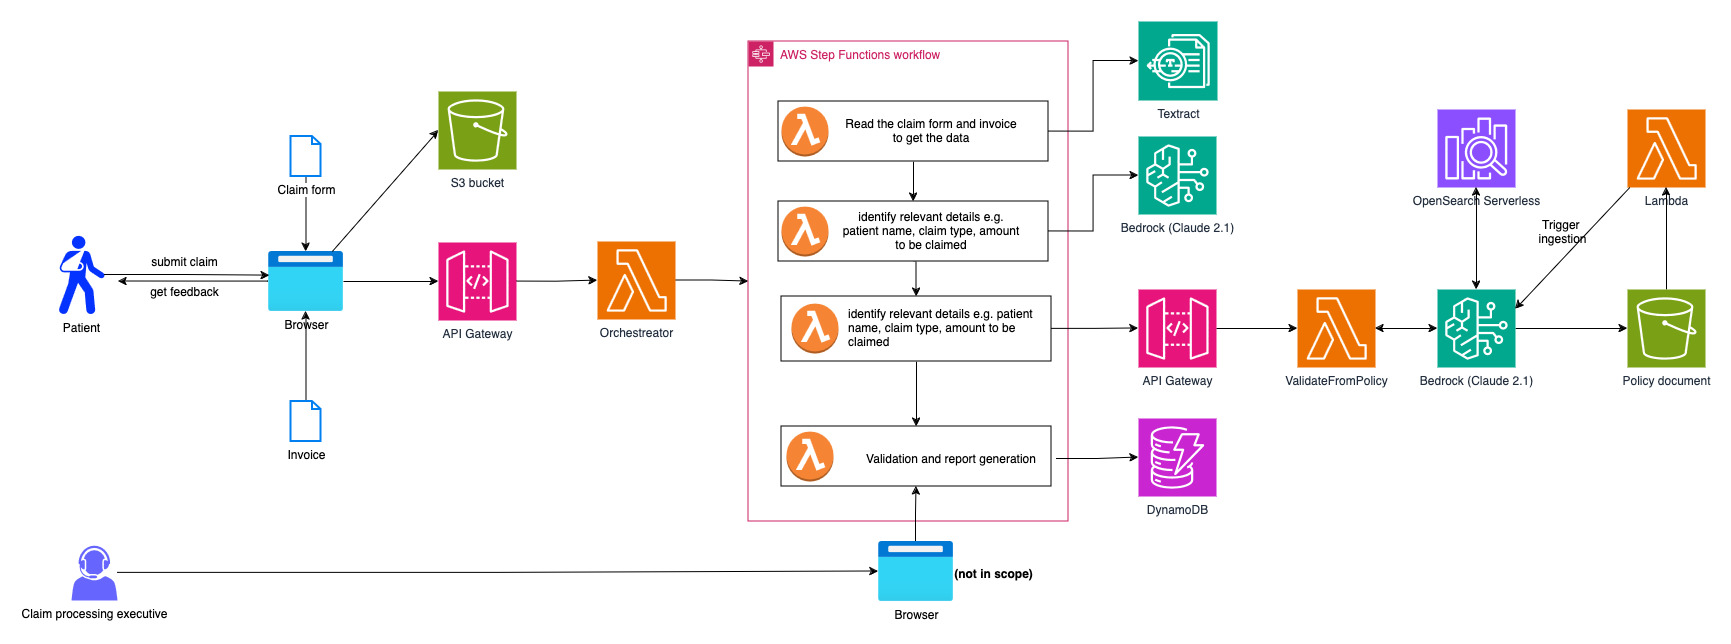 AWS Step Functions workflow
Textract
Read the claim form and invoice
to get the data
Claim form
S3 bucket
identify relevant details e.g.
patient name, claim type, amount
to be claimed
Bedrock (Claude 2.1)
OpenSearch Serverless
Lambda
Trigger
ingestion
submit claim
get feedback
Patient
Browser
API Gateway
Orchestreator
identify relevant details e.g. patient
name, claim type, amount to be
claimed
API Gateway
ValidateFromPolicy
Bedrock (Claude 2.1)
Policy document
Invoice
Validation and report generation
DynamoDB
Claim processing executive
(not in scope)
Browser